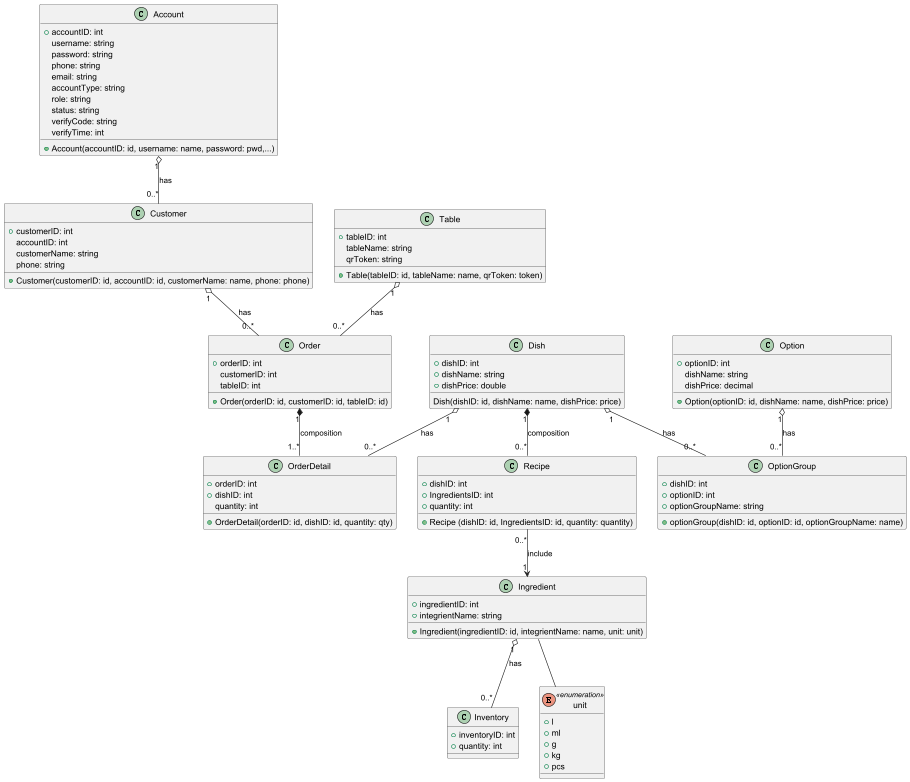 C Account
accountID: int
username: string
password: string
phone: string
email: string
accountType: string
role: string
status: string
verifyCode: string
verifyTime: int
Account(accountID: id, username: name, password: pwd,...)
1
has
0..*
C Customer
customerID: int
accountID: int
customerName: string
phone: string
Customer(customerID: id, accountID: id, customerName: name, phone: phone)
C Table
tableID: int
tableName: string
qrToken: string
Table(tableID: id, tableName: name, qrToken: token)
1
has
0..*
1
has
0..*
C Order
orderID: int
customerID: int
tableID: int
Order(orderID: id, customerID: id, tableID: id)
C Dish
dishID: int
dishName: string
dishPrice: double
Dish(dishID: id, dishName: name, dishPrice: price)
C Option
optionID: int
dishName: string
dishPrice: decimal
Option(optionID: id, dishName: name, dishPrice: price)
1
composition
1..*
1
has
0..*
1
composition
0..*
1
has
0..*
1
has
0..*
C OrderDetail
orderID: int
dishID: int
quantity: int
OrderDetail(orderID: id, dishID: id, quantity: qty)
C Recipe
dishID: int
IngredientsID: int
quantity: int
Recipe (dishID: id, IngredientsID: id, quantity: quantity)
C OptionGroup
dishID: int
optionID: int
optionGroupName: string
optionGroup(dishID: id, optionID: id, optionGroupName: name)
0..*
include
1
C Ingredient
ingredientID: int
integrientName: string
Ingredient(ingredientID: id, integrientName: name, unit: unit)
1
has
0..*
C Inventory
inventoryID: int
quantity: int
E «enumeration»
unit
l
ml
g
kg
pcs